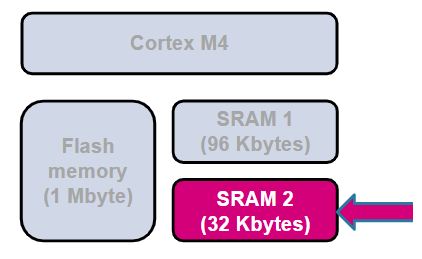 Cortex M4
Flash
memory
(1 Mbyte)
SRAM 1
(96 Kbytes)
SRAM 2
(32 Kbytes)